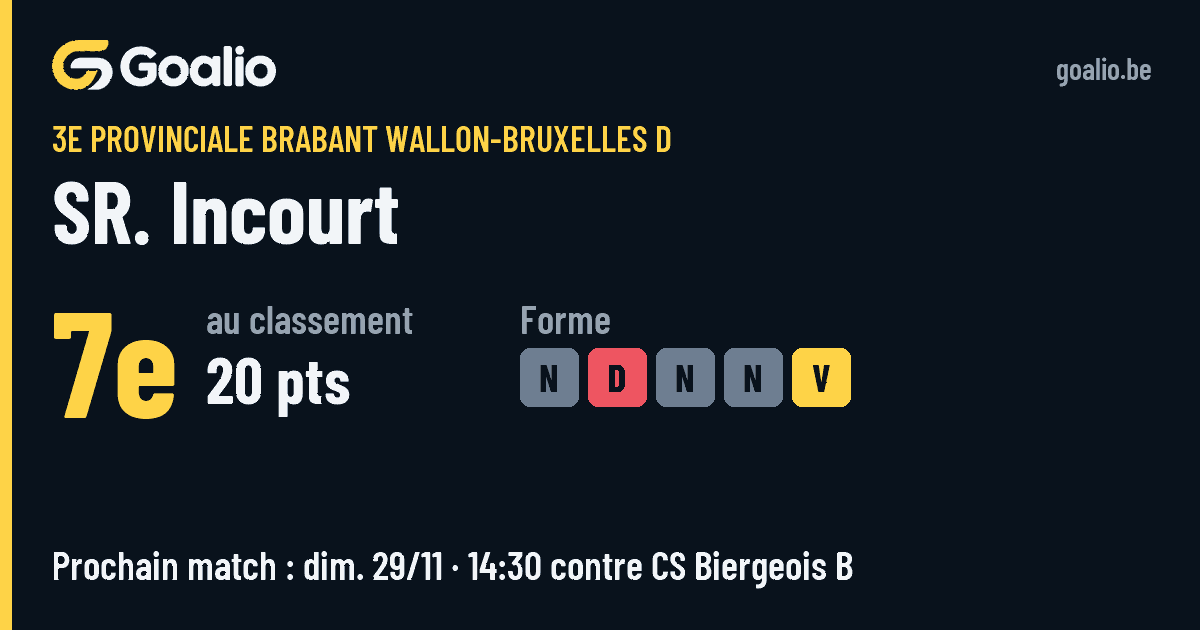 Goalio
goalio.be
3E PROVINCIALE BRABANT WALLON-BRUXELLES D
SR. Incourt
7e
au classement
20 pts
Forme
N D N N V
Prochain match : dim. 29/11 · 14:30 contre CS Biergeois B